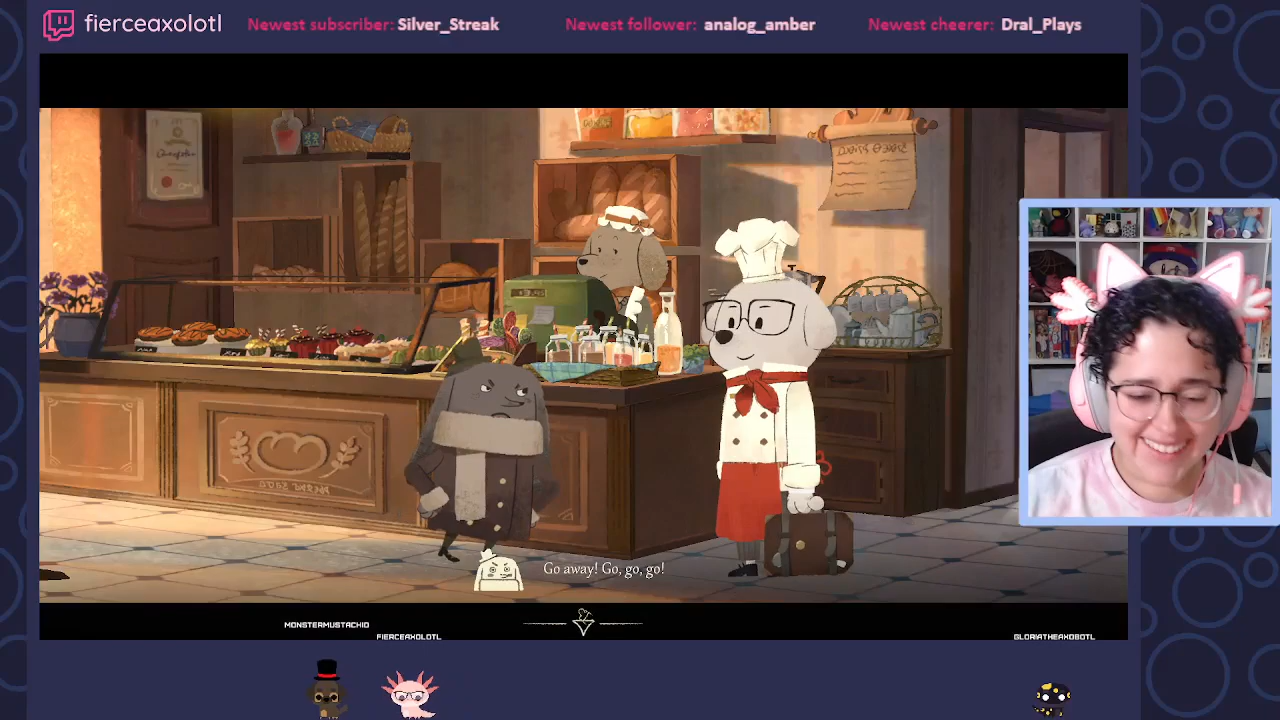 fierceaxolotl
Newest subscriber: Silver_Streak
Newest follower: analog_amber
Newest cheerer: Dral_Plays
Go away! Go, go, go!
MONSTERMUSTACHIO
FIERCEAXOLOTL
GLORIATHEAXOBOTL